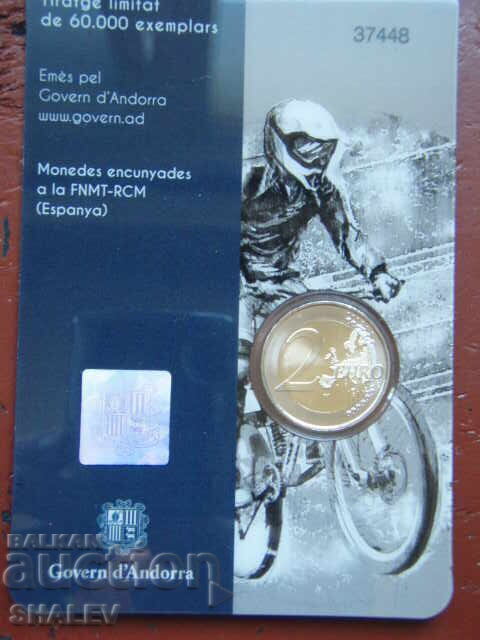 Tiratge limitat
de 60.000 exemplars
37448
Emès pel
Govern d'Andorra
www.govern.ad
Monedes encunyades
a la FNMT-RCM
(Espanya)
2 EURO
Govern d'Andorra
BALKAN
auction
SHALEV